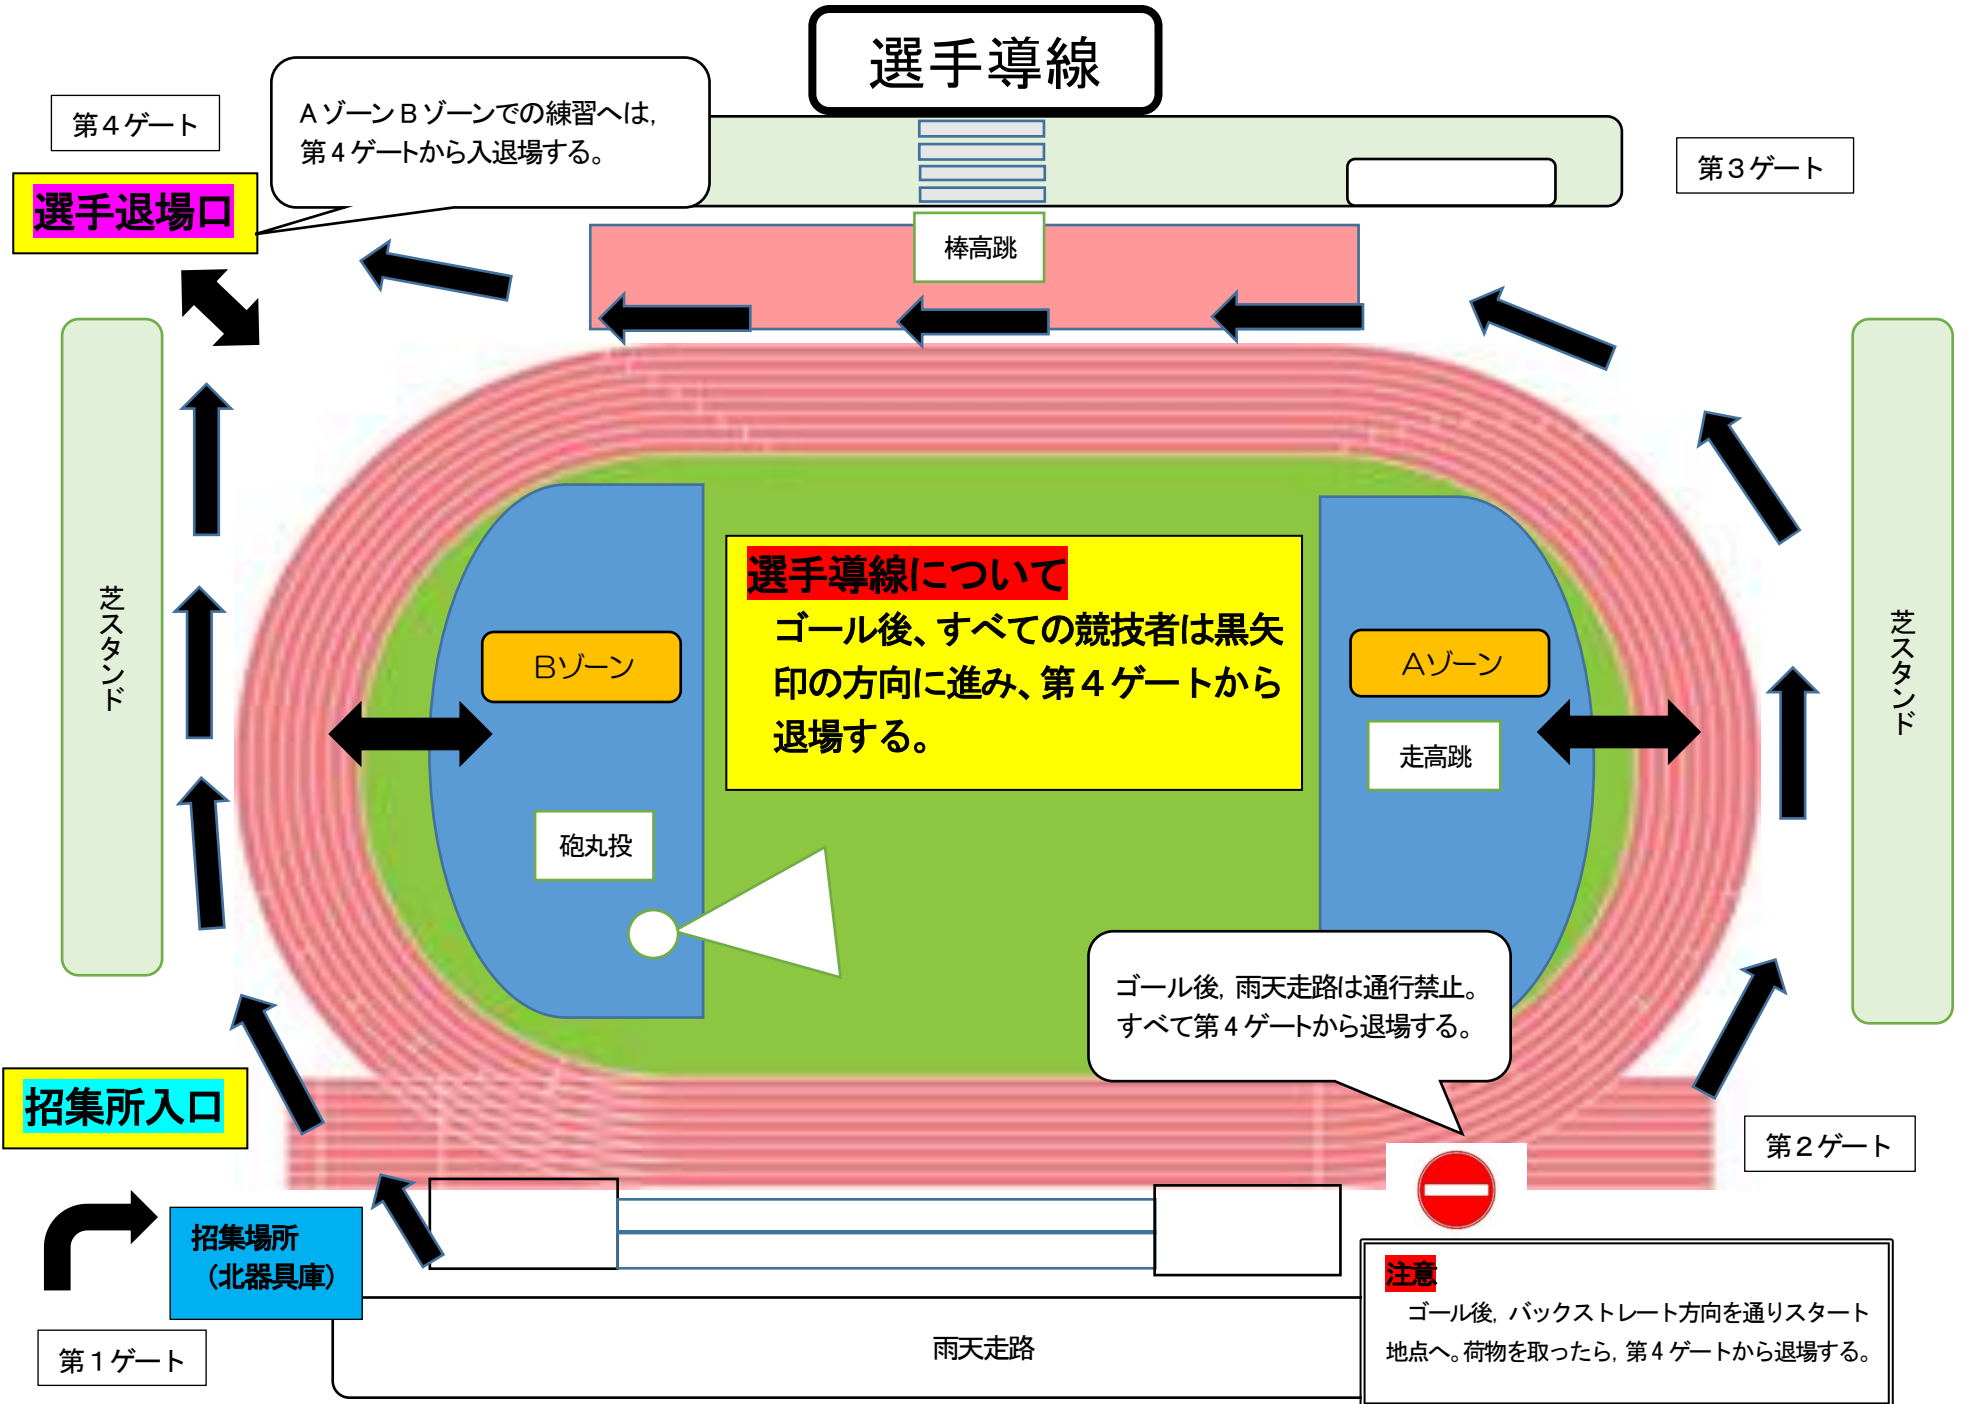 選手導線
第４ゲート
ＡゾーンＢゾーンでの練習へは，
第４ゲートから入退場する。
第３ゲート
選手退場口
棒高跳
芝スタンド
選手導線について
ゴール後、すべての競技者は黒矢
印の方向に進み、第４ゲートから
退場する。
Ｂゾーン
Ａゾーン
芝スタンド
走高跳
砲丸投
ゴール後，雨天走路は通行禁止。
すべて第４ゲートから退場する。
招集所入口
第２ゲート
招集場所
（北器具庫）
注意
ゴール後，バックストレート方向を通りスタート
地点へ。荷物を取ったら，第４ゲートから退場する。
雨天走路
第１ゲート